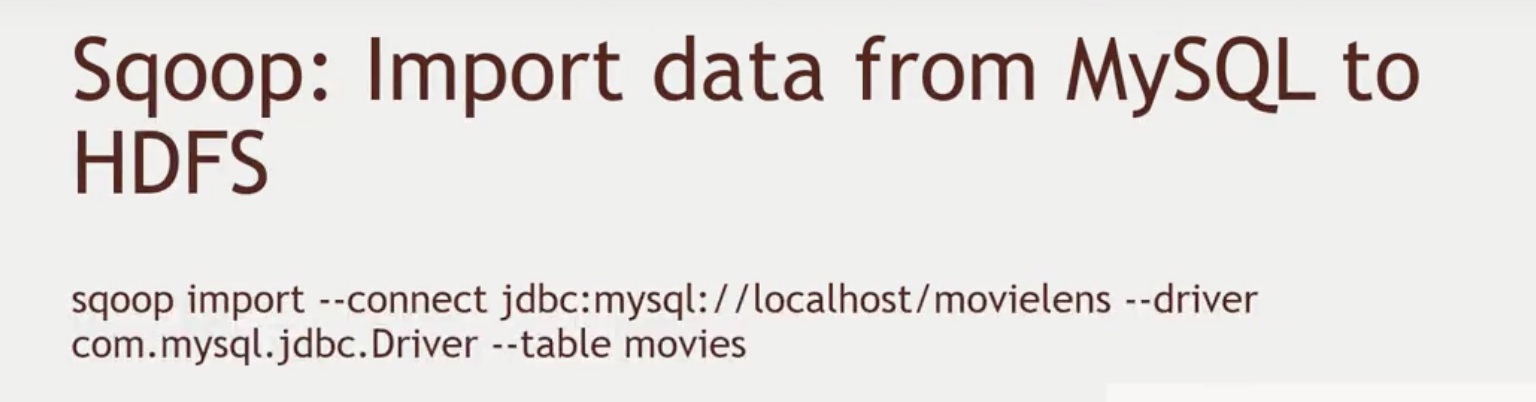 Sqoop: Import data from MySQL to
HDFS
sqoop import --connect jdbc:mysql://localhost/movielens --driver
com.mysql.jdbc.Driver --table movies